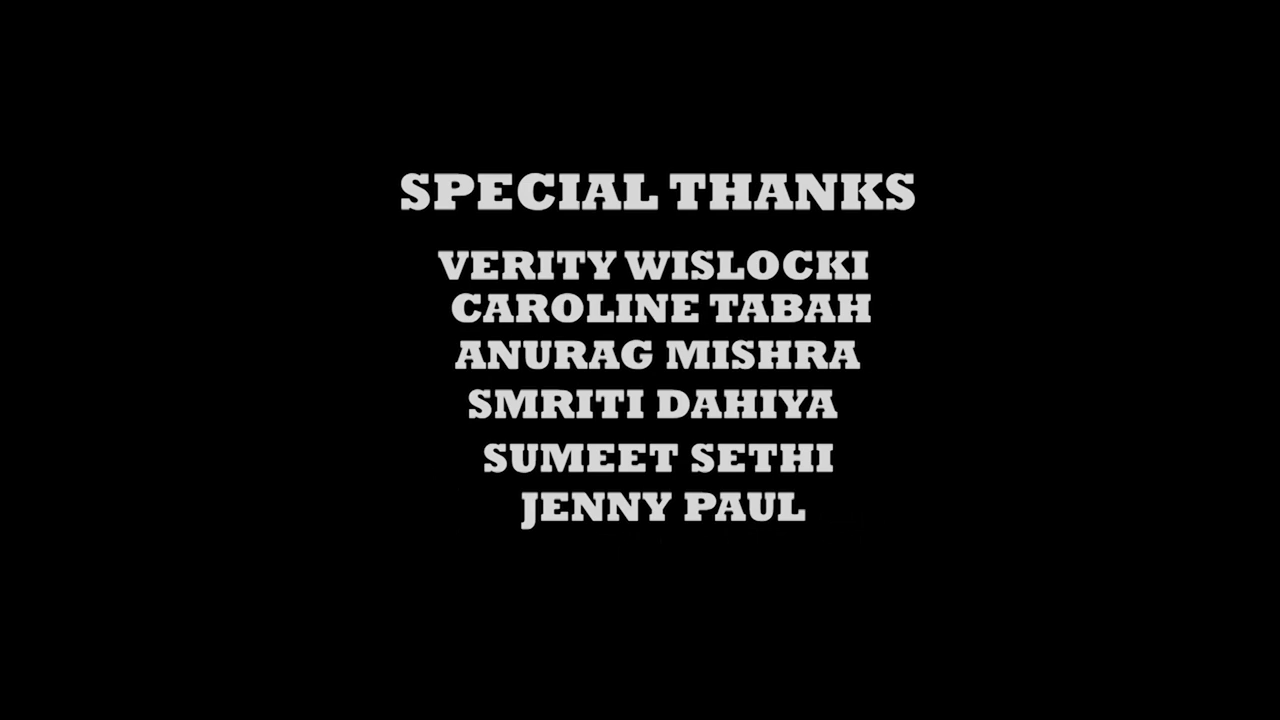 SPECIAL THANKS
VERITY WISLOCKI
CAROLINE TABAH
ANURAG MISHRA
SMRITI DAHIYA
SUMEET SETHI
JENNY PAUL